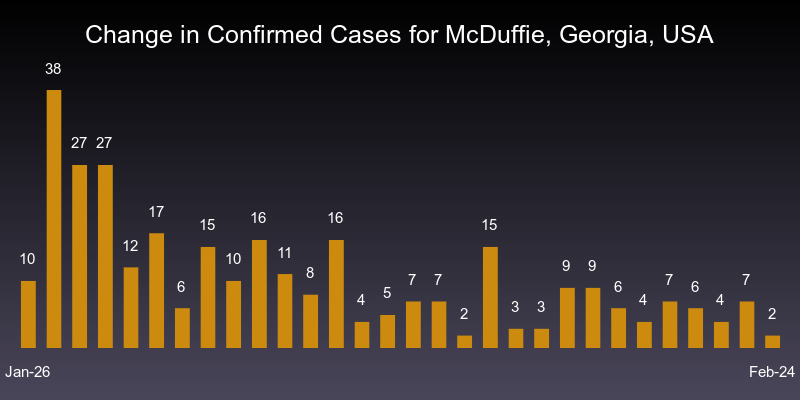 Change in Confirmed Cases for McDuffie, Georgia, USA
10 38 27 27 12 17 6 15 10 16 11 8 16 4 5 7 7 2 15 3 3 9 9 6 4 7 6 4 7 2
Jan-26 Feb-24